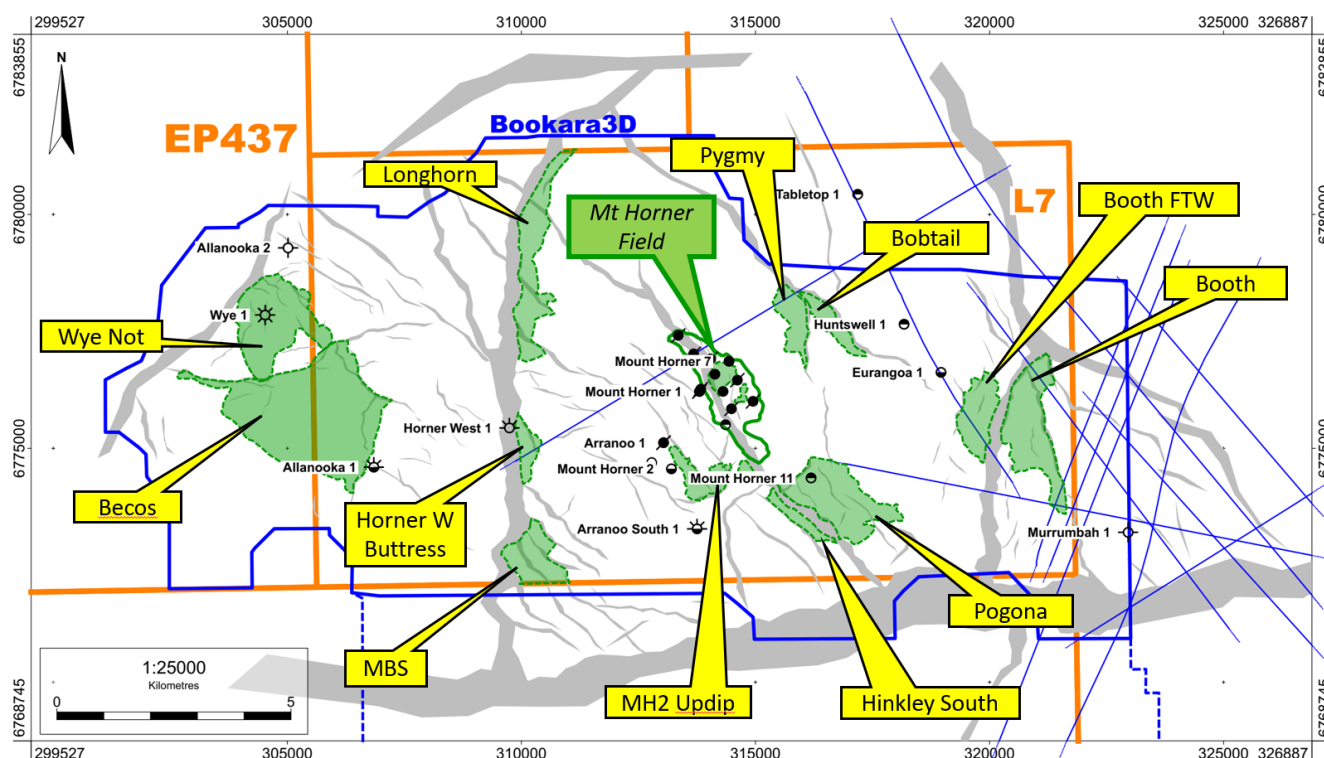 299527 305000 310000 315000 320000 325000 326887
6783855
6783855
N
EP437
Bookara3D
Pygmy
Longhorn
Tabletop 1
L7
Booth FTW
6780000
6780000
Mt Horner
Field
Bobtail
Allanooka 2
Booth
Wye 1
Huntswell 1
Wye Not
Mount Horner 7
Eurangoa 1
Mount Horner 1
Horner West 1
6775000
6775000
Arranoo 1
Allanooka 1
Mount Horner 2
Mount Horner 11
Becos
Horner W
Buttress
Arranoo South 1
Murrumbah 1
Pogona
MBS
1:25000
Kilometres
0 5
MH2 Updip
Hinkley South
6768745
6768745
299527 305000 310000 315000 320000 325000 326887